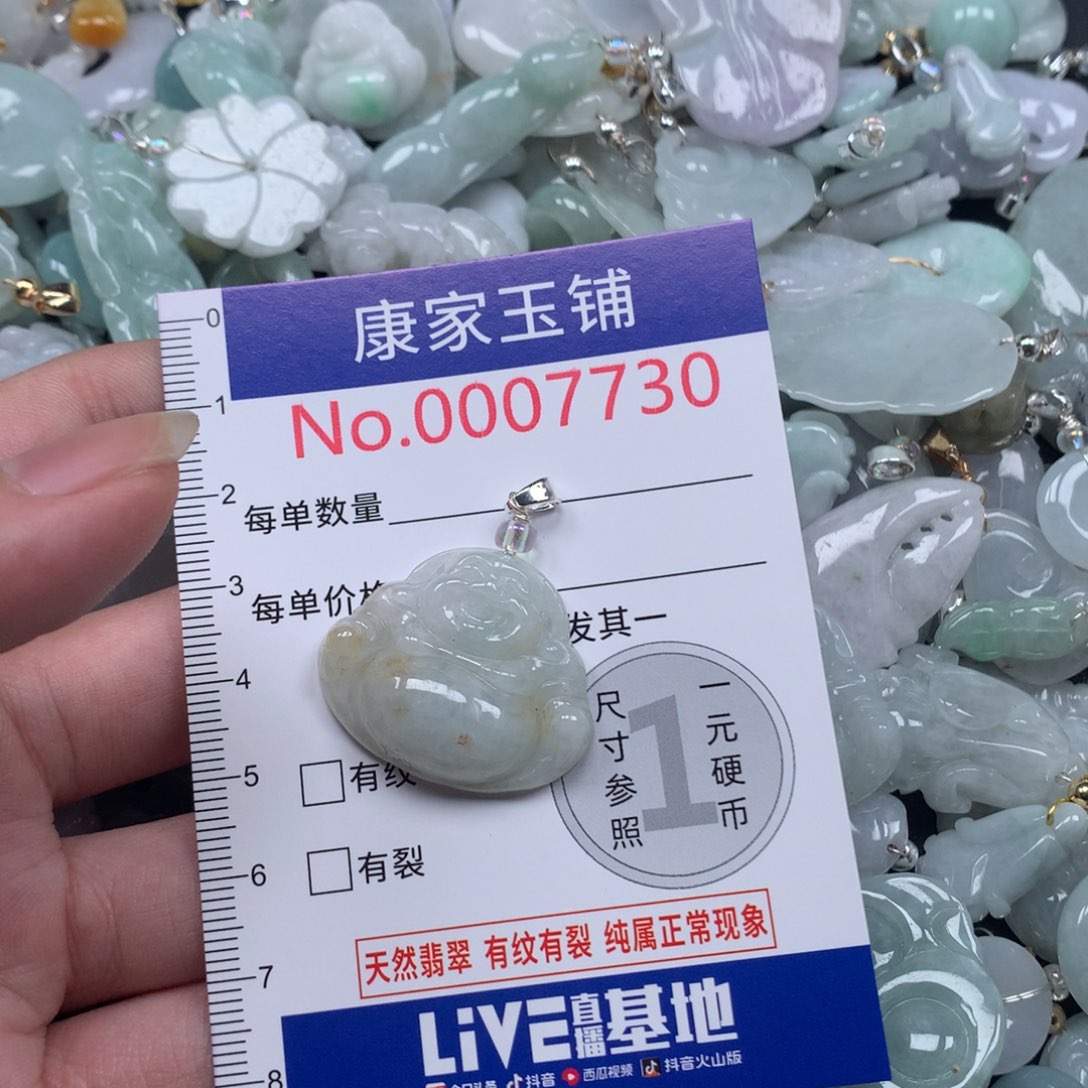 康家玉铺
No.0007730
0
1
2
每单数量
3
每单价格
发其一
4
尺寸参照
1
一元硬币
5
有纹
6
有裂
天然翡翠 有纹有裂 纯属正常现象
7
LiVE直播基地
8
抖音 西瓜视频 抖音火山版